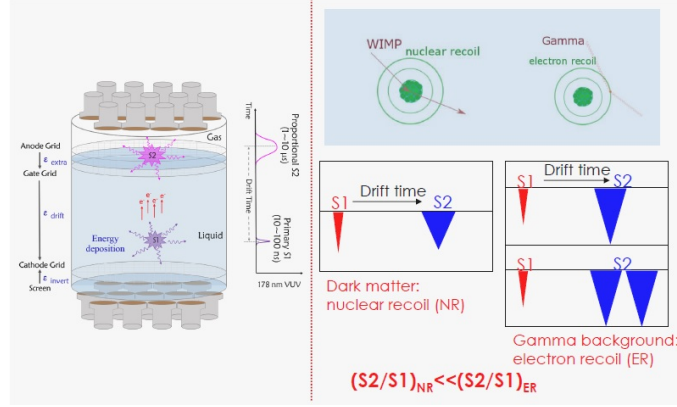 Anode Grid
ε extra
Gate Grid
ε drift
Cathode Grid
ε invert
Screen
Gas
S2
e⁻ e⁻ e⁻ e⁻
Energy
deposition
S1
Liquid
Time
Proportional S2
(1~10 µs)
Drift Time
Primary S1
(10~100 ns)
178 nm VUV
WIMP
nuclear recoil
Gamma
electron recoil
S1
Drift time
S2
Dark matter:
nuclear recoil (NR)
S1
Drift time
S2
S1
S2
Gamma background:
electron recoil (ER)
(S2/S1)NR<<(S2/S1)ER